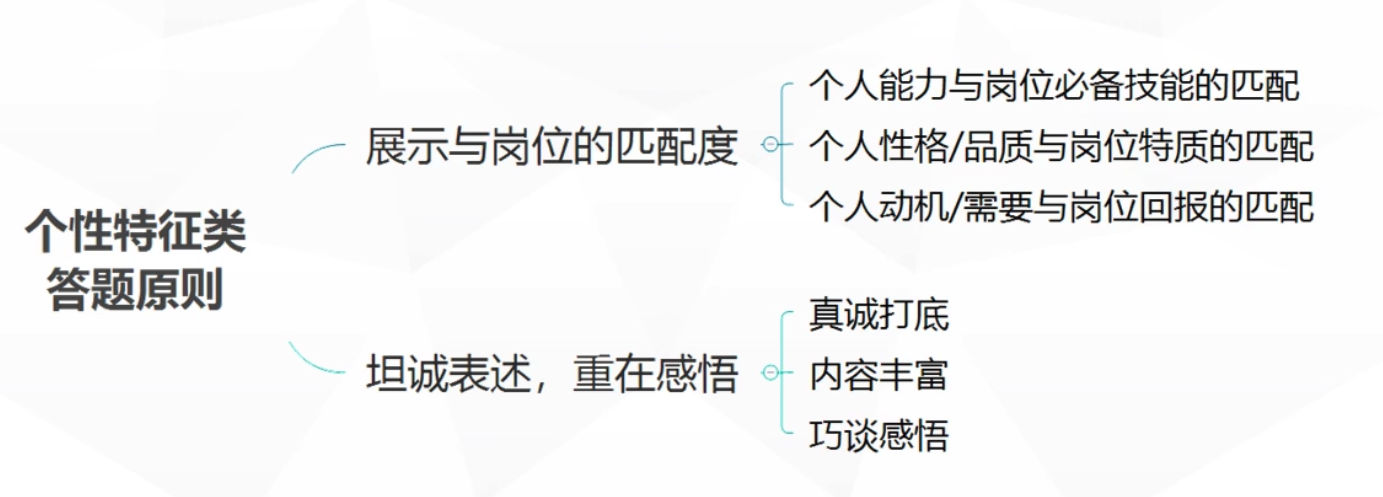 个性特征类
答题原则
展示与岗位的匹配度
个人能力与岗位必备技能的匹配
个人性格/品质与岗位特质的匹配
个人动机/需要与岗位回报的匹配
坦诚表述，重在感悟
真诚打底
内容丰富
巧谈感悟